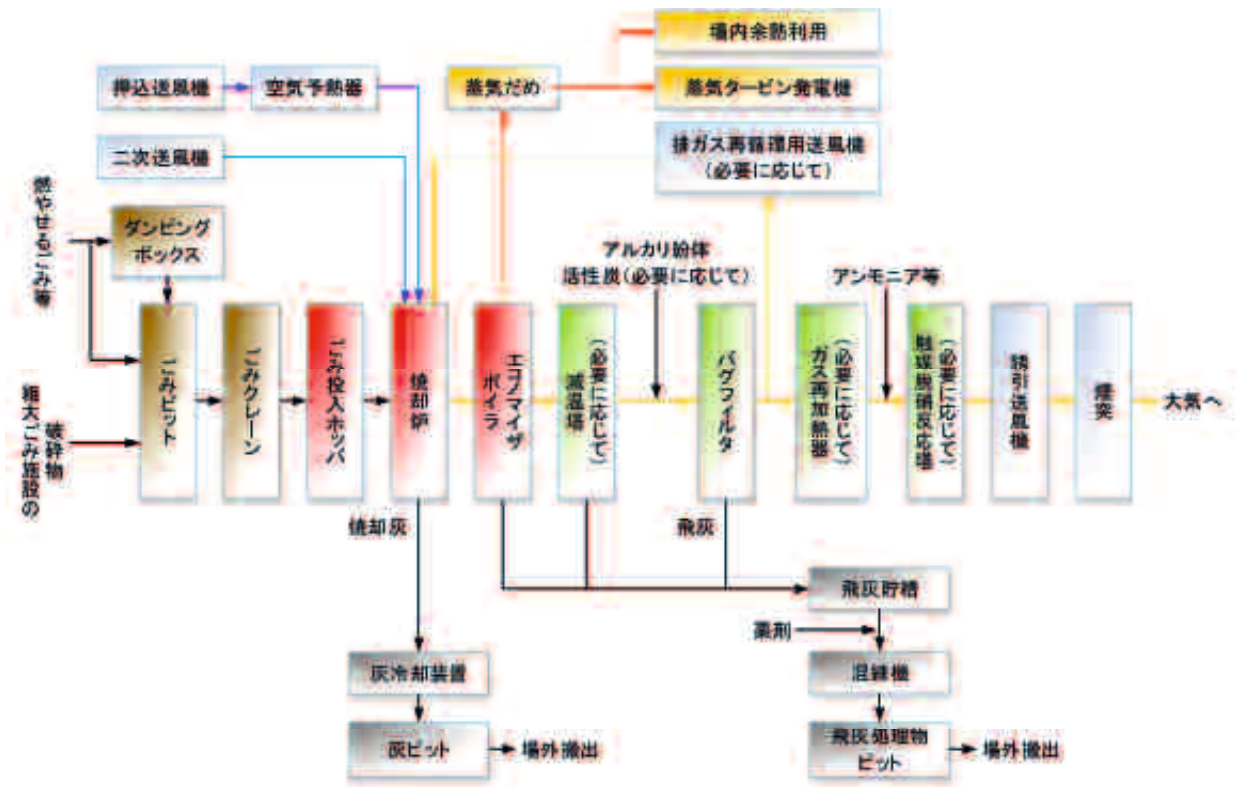 場内余熱利用
押込送風機
空気予熱器
蒸気だめ
蒸気タービン発電機
二次送風機
排ガス再循環用送風機
(必要に応じて)
燃やせるごみ等
ダンピング
ボックス
アルカリ粉体
活性炭(必要に応じて)
アンモニア等
粗大ごみ施設の
破砕物
ごみピット
ごみクレーン
ごみ投入ホッパ
焼却炉
エコノマイザ
ボイラ
(必要に応じて)
減温塔
バグフィルタ
(必要に応じて)
ガス再加熱器
(必要に応じて)
触媒脱硝反応塔
誘引送風機
煙突
大気へ
焼却灰
飛灰
飛灰貯槽
薬剤
灰冷却装置
混練機
灰ピット
場外搬出
飛灰処理物
ピット
場外搬出